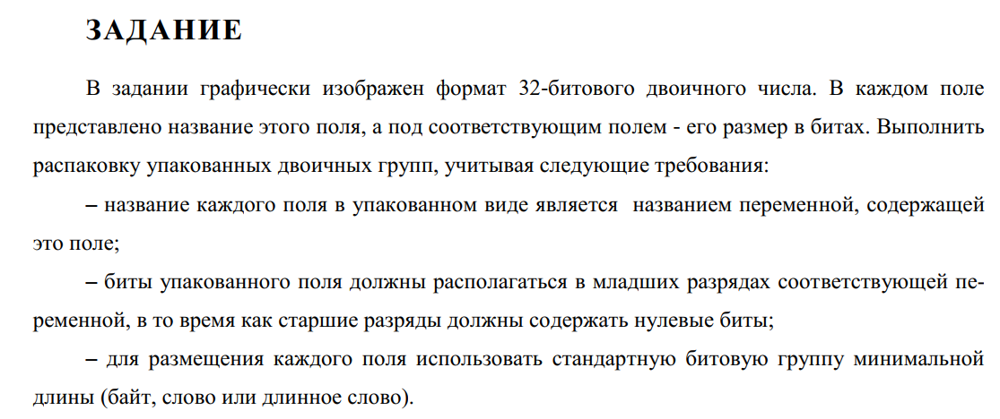 ЗАДАНИЕ
В задании графически изображен формат 32-битового двоичного числа. В каждом поле
представлено название этого поля, а под соответствующим полем - его размер в битах. Выполнить
распаковку упакованных двоичных групп, учитывая следующие требования:
– название каждого поля в упакованном виде является названием переменной, содержащей
это поле;
– биты упакованного поля должны располагаться в младших разрядах соответствующей пе-
ременной, в то время как старшие разряды должны содержать нулевые биты;
– для размещения каждого поля использовать стандартную битовую группу минимальной
длины (байт, слово или длинное слово).